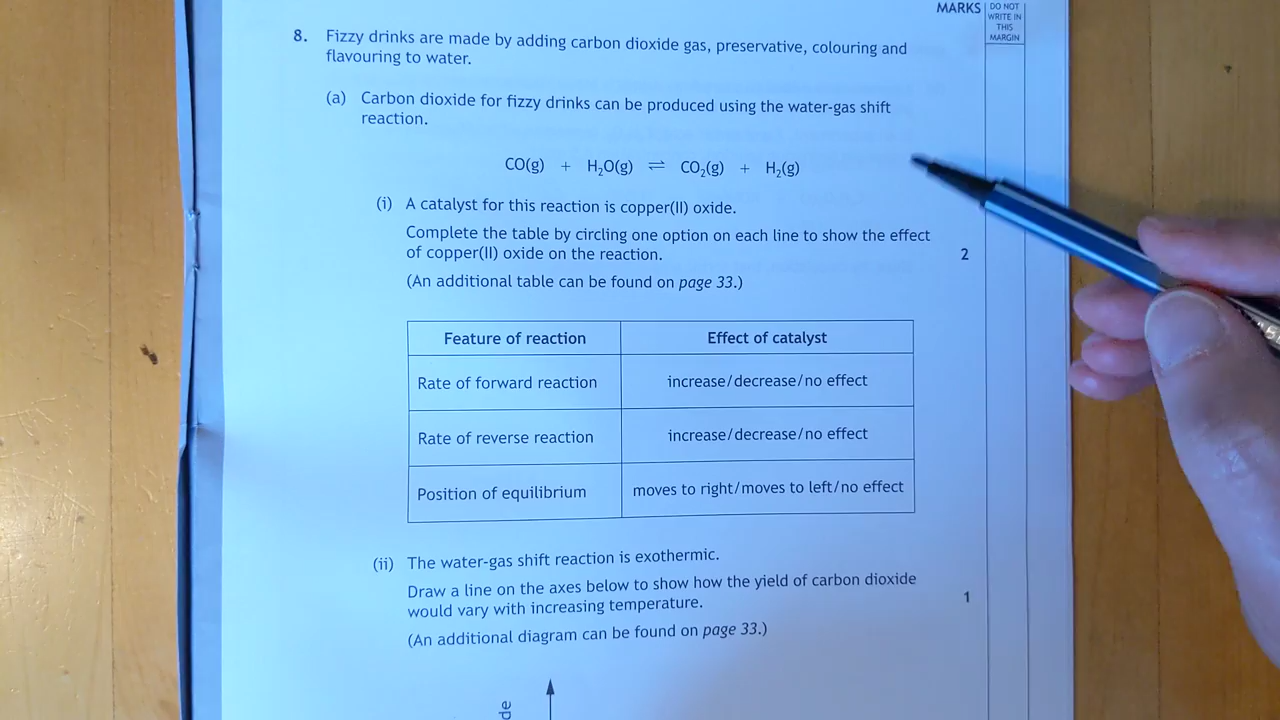 MARKS
DO NOT
WRITE IN
THIS
MARGIN
8. Fizzy drinks are made by adding carbon dioxide gas, preservative, colouring and
flavouring to water.
(a) Carbon dioxide for fizzy drinks can be produced using the water-gas shift
reaction.
CO(g) + H₂O(g) ⇌ CO₂(g) + H₂(g)
(i) A catalyst for this reaction is copper(II) oxide.
Complete the table by circling one option on each line to show the effect
of copper(II) oxide on the reaction. 2
(An additional table can be found on page 33.)
Feature of reaction Effect of catalyst
Rate of forward reaction increase/decrease/no effect
Rate of reverse reaction increase/decrease/no effect
Position of equilibrium moves to right/moves to left/no effect
(ii) The water-gas shift reaction is exothermic.
Draw a line on the axes below to show how the yield of carbon dioxide
would vary with increasing temperature. 1
(An additional diagram can be found on page 33.)
de